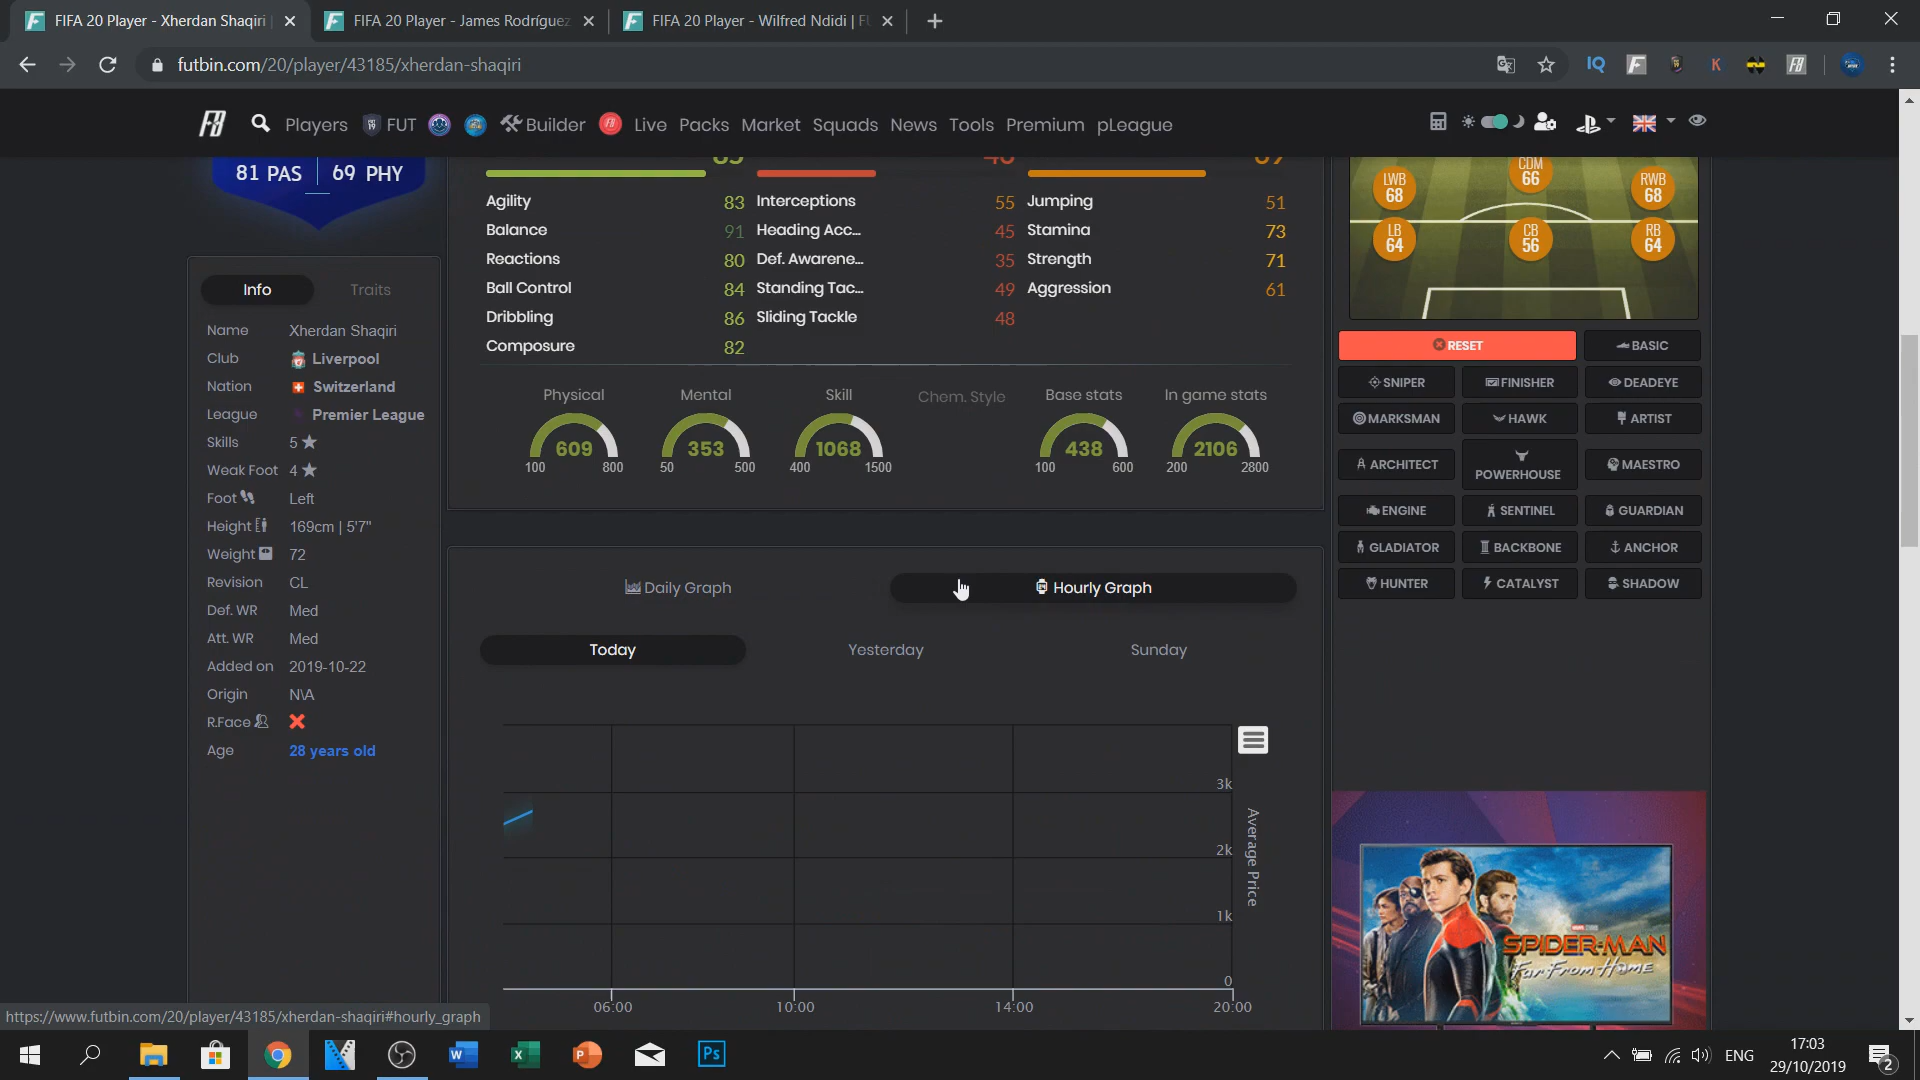 FIFA 20 Player - Xherdan Shaqiri |
FIFA 20 Player - James Rodríguez
FIFA 20 Player - Wilfred Ndidi | FU
futbin.com/20/player/43185/xherdan-shaqiri
Players FUT Builder Live Packs Market Squads News Tools Premium pLeague
81 PAS 69 PHY
Agility 83 Interceptions 55 Jumping 51
Balance 91 Heading Acc... 45 Stamina 73
Reactions 80 Def. Awarene... 35 Strength 71
Ball Control 84 Standing Tac... 49 Aggression 61
Dribbling 86 Sliding Tackle 48
Composure 82
Physical Mental Skill Chem. Style Base stats In game stats
609 353 1068 438 2106
100 800 50 500 400 1500 100 600 200 2800
Info Traits
Name Xherdan Shaqiri
Club Liverpool
Nation Switzerland
League Premier League
Skills 5
Weak Foot 4
Foot Left
Height 169cm | 5'7"
Weight 72
Revision CL
Def. WR Med
Att. WR Med
Added on 2019-10-22
Origin N\A
R.Face
Age 28 years old
Daily Graph Hourly Graph
Today Yesterday Sunday
3k
2k
1k
0
Average Price
06:00 10:00 14:00 20:00
LWB 68 CDM 66 RWB 68
LB 64 CB 56 RB 64
RESET BASIC
SNIPER FINISHER DEADEYE
MARKSMAN HAWK ARTIST
ARCHITECT POWERHOUSE MAESTRO
ENGINE SENTINEL GUARDIAN
GLADIATOR BACKBONE ANCHOR
HUNTER CATALYST SHADOW
SPIDER-MAN
Far From Home
https://www.futbin.com/20/player/43185/xherdan-shaqiri#hourly_graph
ENG
17:03
29/10/2019
2